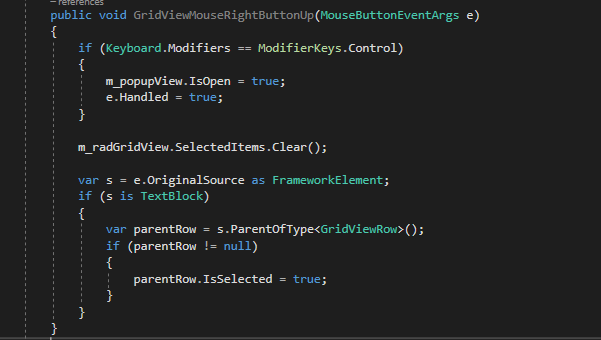 – references
public void GridViewMouseRightButtonUp(MouseButtonEventArgs e)
{
if (Keyboard.Modifiers == ModifierKeys.Control)
{
m_popupView.IsOpen = true;
e.Handled = true;
}
m_radGridView.SelectedItems.Clear();
var s = e.OriginalSource as FrameworkElement;
if (s is TextBlock)
{
var parentRow = s.ParentOfType<GridViewRow>();
if (parentRow != null)
{
parentRow.IsSelected = true;
}
}
}